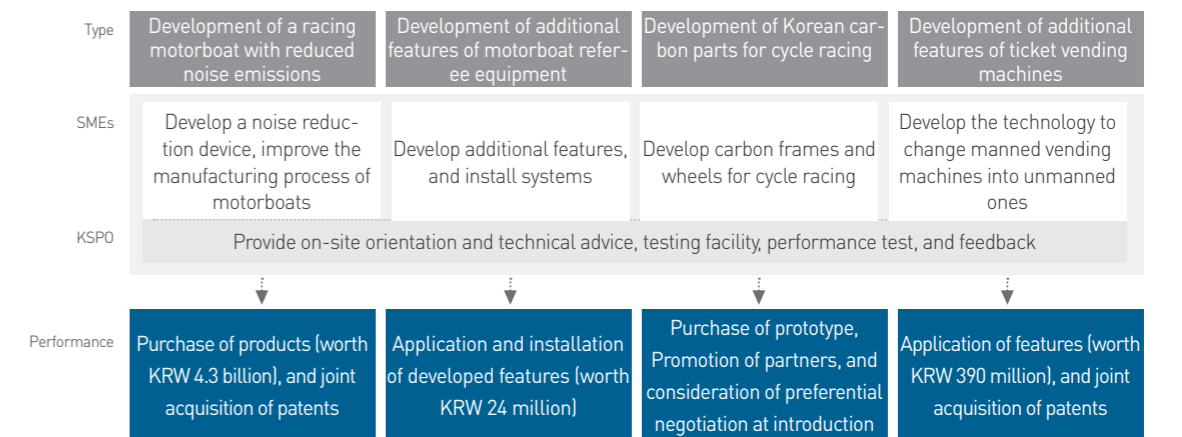 Type
Development of a racing
motorboat with reduced
noise emissions
Development of additional
features of motorboat refer-
ee equipment
Development of Korean car-
bon parts for cycle racing
Development of additional
features of ticket vending
machines
SMEs
Develop a noise reduc-
tion device, improve the
manufacturing process of
motorboats
Develop additional features,
and install systems
Develop carbon frames and
wheels for cycle racing
Develop the technology to
change manned vending
machines into unmanned
ones
KSPO
Provide on-site orientation and technical advice, testing facility, performance test, and feedback
Performance
Purchase of products (worth
KRW 4.3 billion), and joint
acquisition of patents
Application and installation
of developed features (worth
KRW 24 million)
Purchase of prototype,
Promotion of partners, and
consideration of preferential
negotiation at introduction
Application of features (worth
KRW 390 million), and joint
acquisition of patents